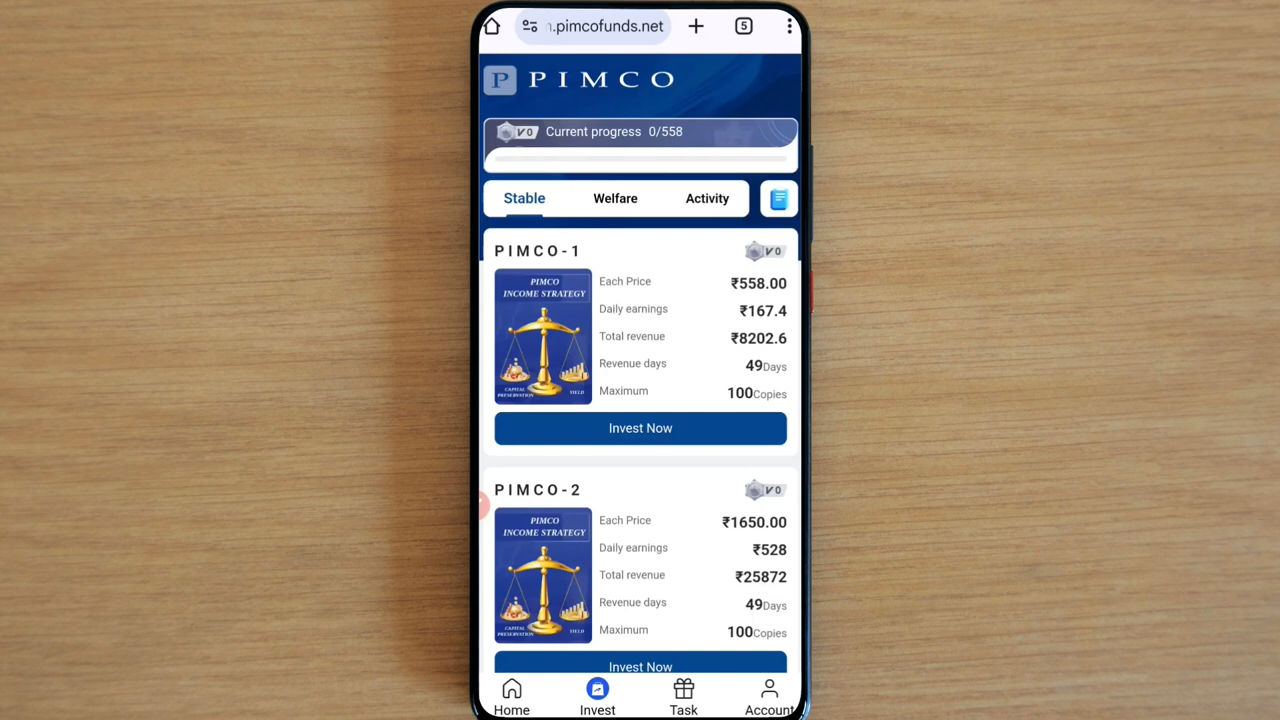 n.pimcofunds.net
5
P PIMCO
V0 Current progress 0/558
Stable Welfare Activity
PIMCO-1 V0
PIMCO
INCOME STRATEGY
CAPITAL
PRESERVATION
YIELD
Each Price ₹558.00
Daily earnings ₹167.4
Total revenue ₹8202.6
Revenue days 49Days
Maximum 100Copies
Invest Now
PIMCO-2 V0
PIMCO
INCOME STRATEGY
CAPITAL
PRESERVATION
YIELD
Each Price ₹1650.00
Daily earnings ₹528
Total revenue ₹25872
Revenue days 49Days
Maximum 100Copies
Invest Now
Home Invest Task Account